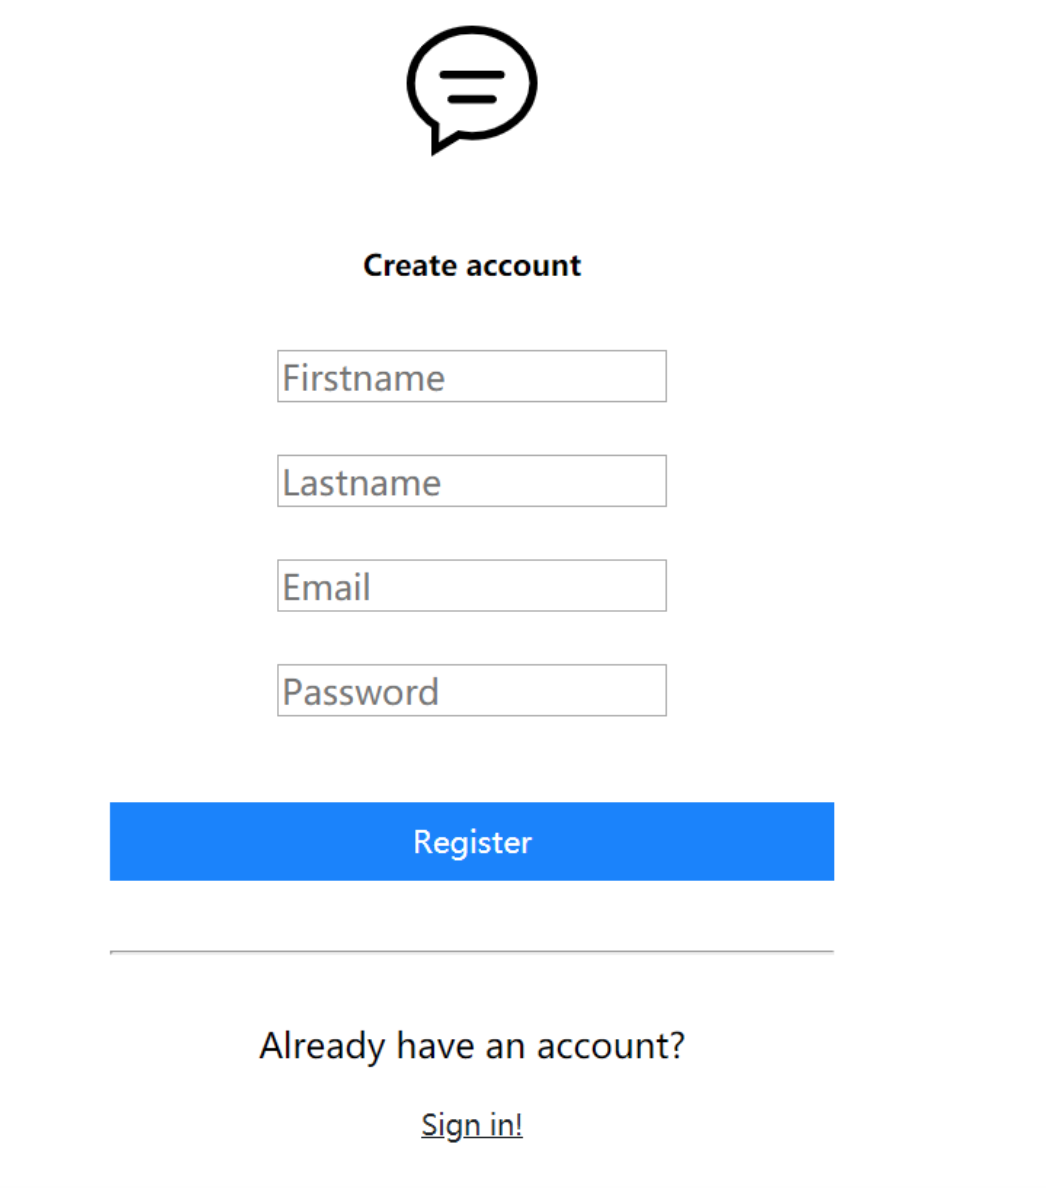 Create account
Firstname
Lastname
Email
Password
Register
Already have an account?
Sign in!